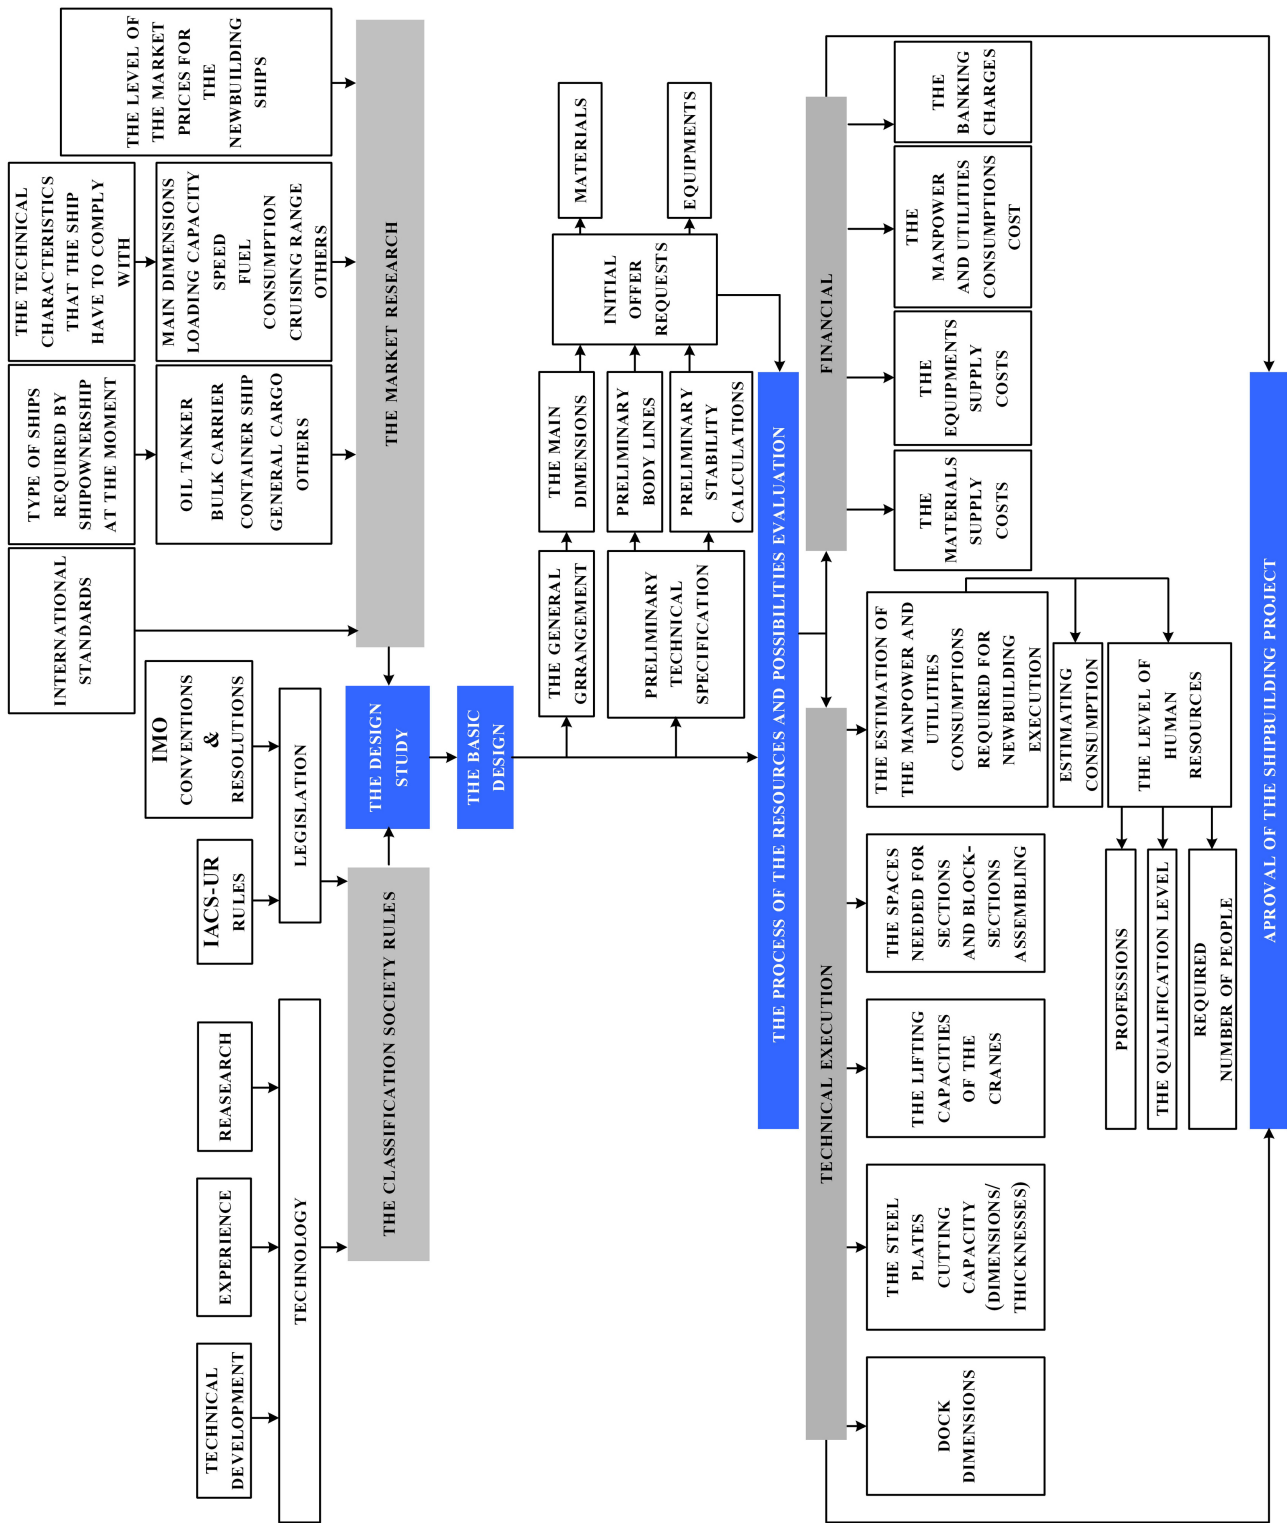 TECHNICAL
DEVELOPMENT
EXPERIENCE
REASEARCH
IACS-UR
RULES
IMO
CONVENTIONS
&
RESOLUTIONS
INTERNATIONAL
STANDARDS
TYPE OF SHIPS
REQUIRED BY
SHIPOWNERSHIP
AT THE MOMENT
THE TECHNICAL
CHARACTERISTICS
THAT THE SHIP
HAVE TO COMPLY
WITH
THE LEVEL OF
THE MARKET
PRICES FOR
THE
NEWBUILDING
SHIPS
TECHNOLOGY
LEGISLATION
OIL TANKER
BULK CARRIER
CONTAINER SHIP
GENERAL CARGO
OTHERS
MAIN DIMENSIONS
LOADING CAPACITY
SPEED
FUEL
CONSUMPTION
CRUISING RANGE
OTHERS
THE CLASSIFICATION SOCIETY RULES
THE DESIGN
STUDY
THE MARKET RESEARCH
THE BASIC
DESIGN
THE GENERAL
GRRANGEMENT
THE MAIN
DIMENSIONS
PRELIMINARY
TECHNICAL
SPECIFICATION
PRELIMINARY
BODY LINES
PRELIMINARY
STABILITY
CALCULATIONS
INITIAL
OFFER
REQUESTS
MATERIALS
EQUIPMENTS
THE PROCESS OF THE RESOURCES AND POSSIBILITIES EVALUATION
TECHNICAL EXECUTION
FINANCIAL
DOCK
DIMENSIONS
THE STEEL
PLATES
CUTTING
CAPACITY
(DIMENSIONS/
THICKNESSES)
THE LIFTING
CAPACITIES
OF THE
CRANES
THE SPACES
NEEDED FOR
SECTIONS
AND BLOCK-
SECTIONS
ASSEMBLING
THE ESTIMATION OF
THE MANPOWER AND
UTILITIES
CONSUMPTIONS
REQUIRED FOR
NEWBUILDING
EXECUTION
THE
MATERIALS
SUPPLY
COSTS
THE
EQUIPMENTS
SUPPLY
COSTS
THE
MANPOWER
AND UTILITIES
CONSUMPTIONS
COST
THE
BANKING
CHARGES
ESTIMATING
CONSUMPTION
THE LEVEL OF
HUMAN
RESOURCES
PROFESSIONS
THE QUALIFICATION LEVEL
REQUIRED
NUMBER OF PEOPLE
APROVAL OF THE SHIPBUILDING PROJECT